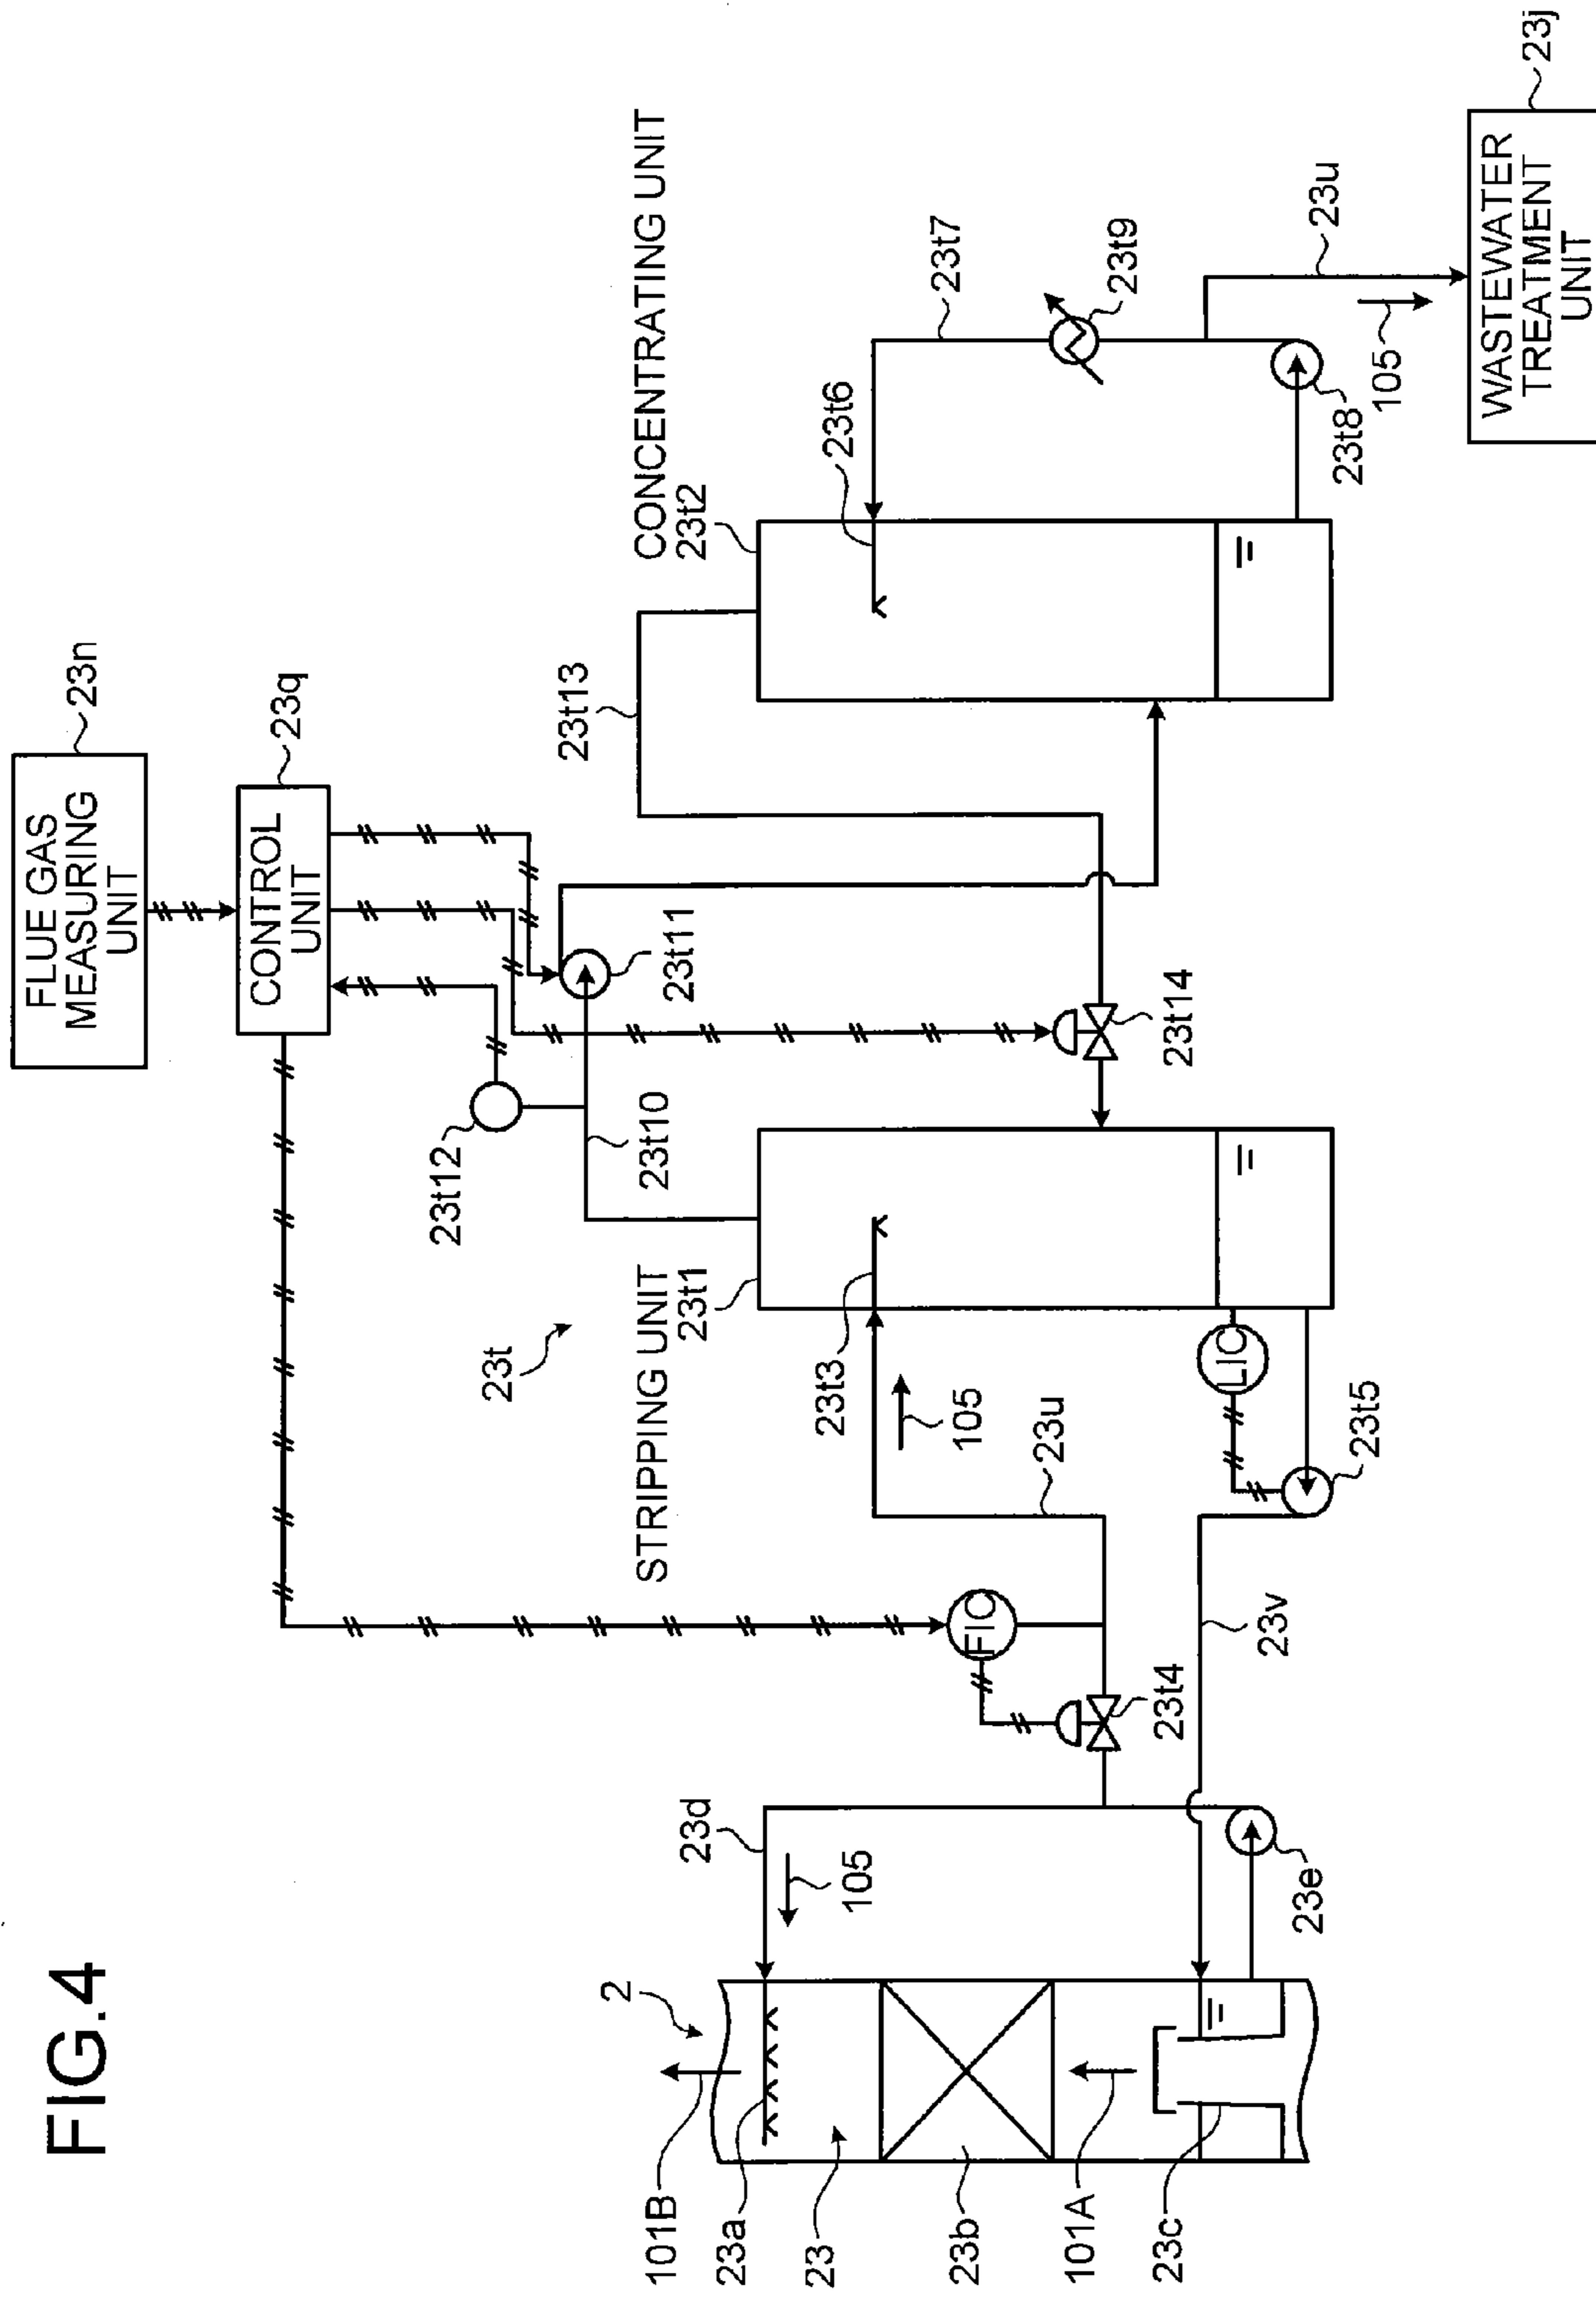 FIG.4
FLUE GAS
MEASURING
UNIT
23n
CONTROL
UNIT
23q
23t12
23t10
23t11
23t13
CONCENTRATING UNIT
23t2
23t6
23t7
23t9
23t8
23u
105
WASTEWATER
TREATMENT
UNIT
23j
23t
STRIPPING UNIT
23t1
23t3
105
23u
23t14
FIC
LIC
23t4
23t5
23v
23d
105
23e
2
101B
23a
23
23b
101A
23c